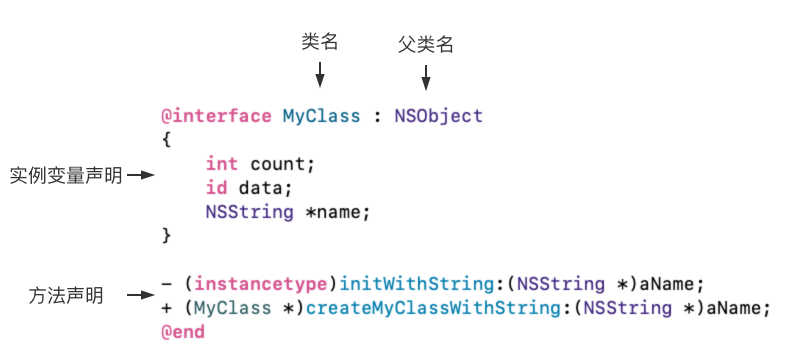 类名 父类名
@interface MyClass : NSObject
{
实例变量声明
int count;
id data;
NSString *name;
}
方法声明
- (instancetype)initWithString:(NSString *)aName;
+ (MyClass *)createMyClassWithString:(NSString *)aName;
@end